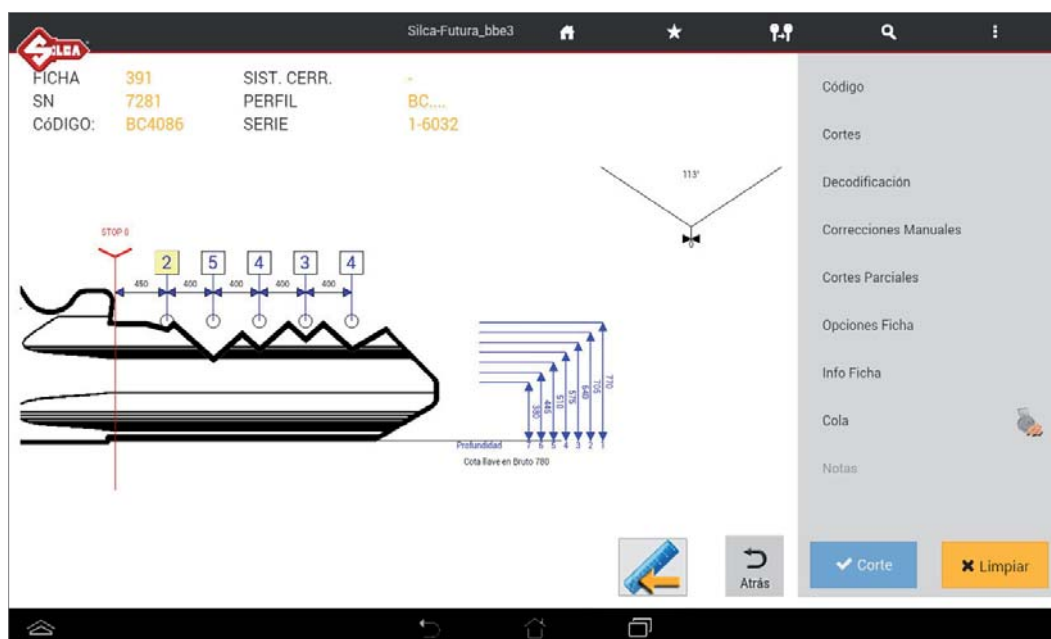 Silca-Futura_bbe3
SILCA
FICHA 391 SIST. CERR. -
SN 7281 PERFIL BC....
CóDIGO: BC4086 SERIE 1-6032
113°
STOP 0
2 5 4 3 4
450 400 400 400 400
380 445 510 575 640 705 770
Profundidad 7 6 5 4 3 2 1
Cota llave en Bruto 780
0
Código
Cortes
Decodificación
Correcciones Manuales
Cortes Parciales
Opciones Ficha
Info Ficha
Cola
Notas
Atrás
Corte
Limpiar